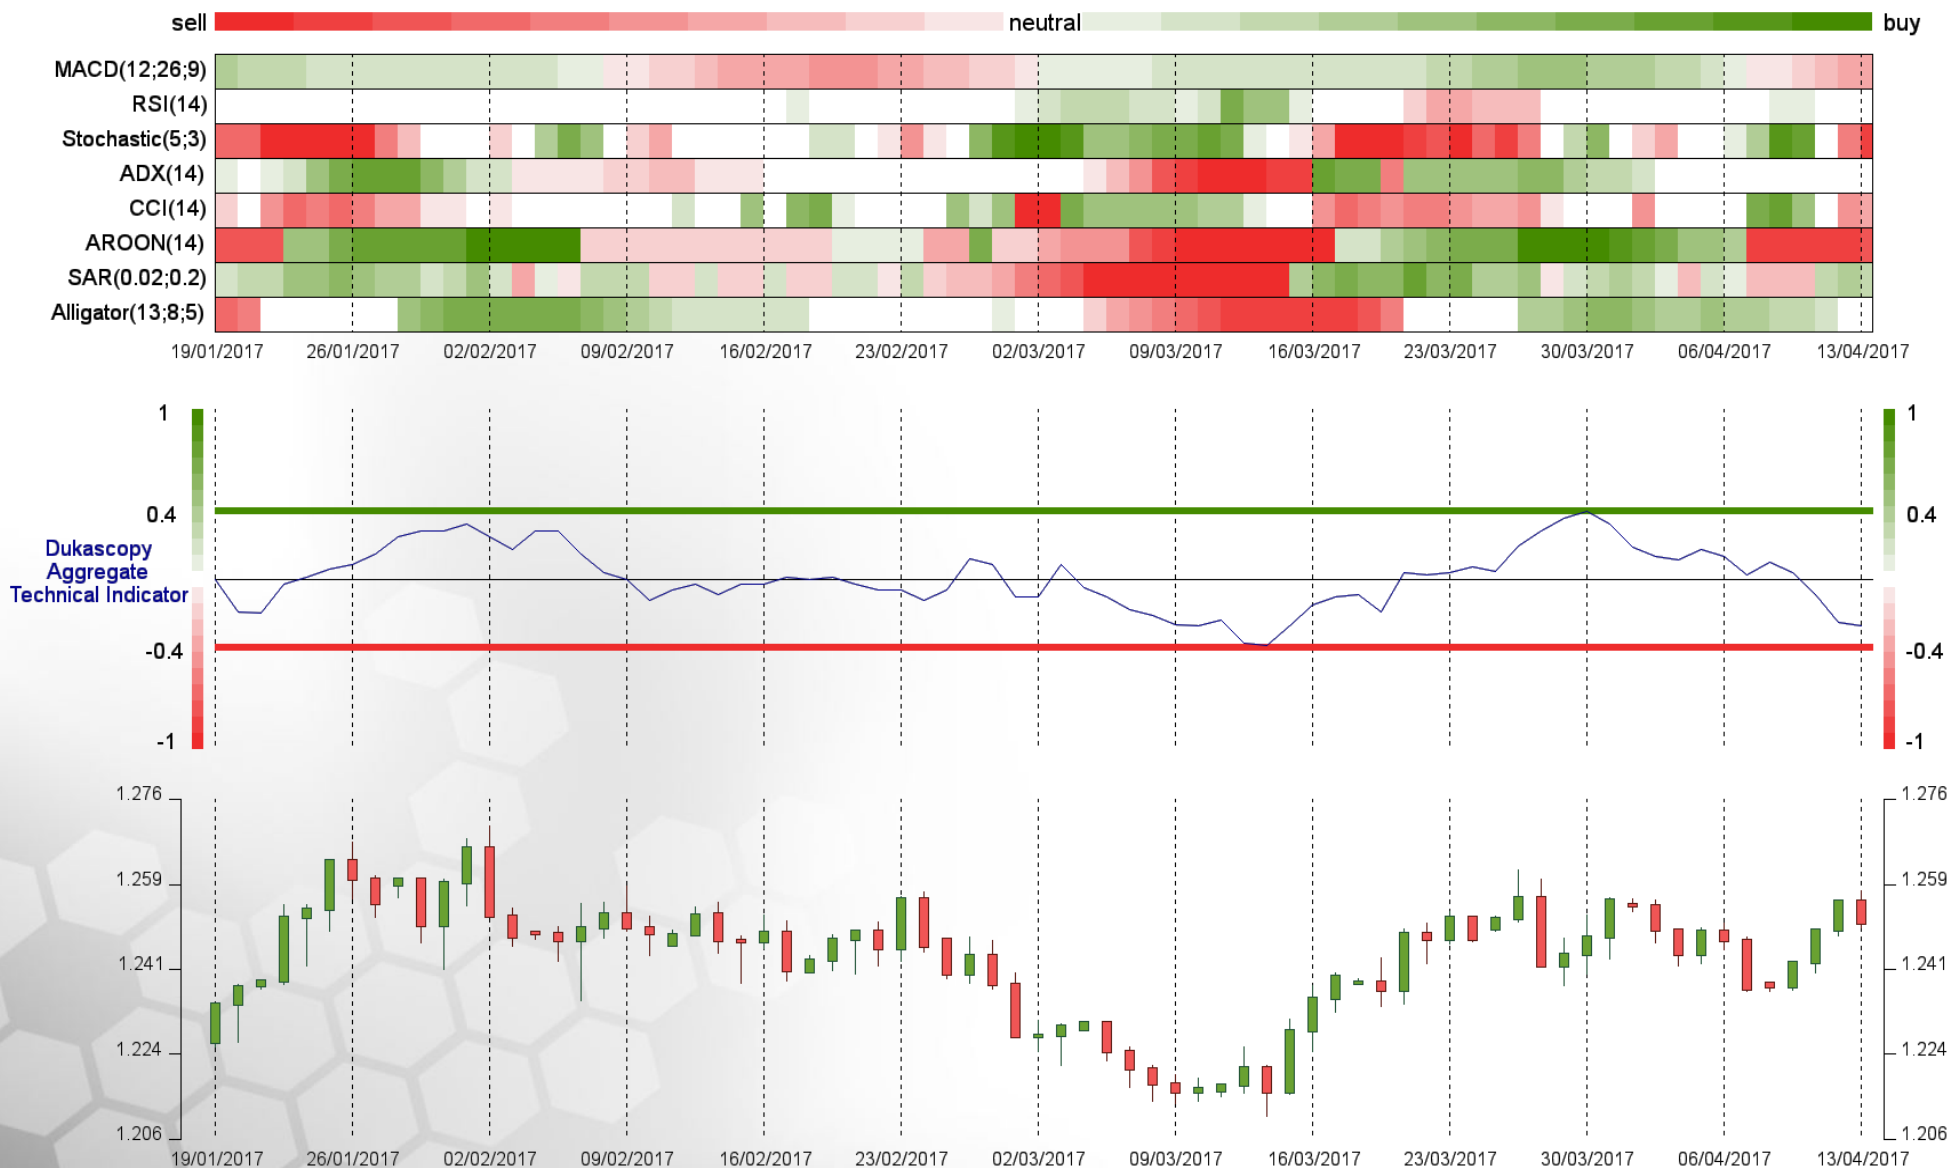 sell neutral buy
MACD(12;26;9)
RSI(14)
Stochastic(5;3)
ADX(14)
CCI(14)
AROON(14)
SAR(0.02;0.2)
Alligator(13;8;5)
19/01/2017 26/01/2017 02/02/2017 09/02/2017 16/02/2017 23/02/2017 02/03/2017 09/03/2017 16/03/2017 23/03/2017 30/03/2017 06/04/2017 13/04/2017
1 1
0.4 0.4
Dukascopy
Aggregate
Technical Indicator
-0.4 -0.4
-1 -1
1.276 1.276
1.259 1.259
1.241 1.241
1.224 1.224
1.206 1.206
19/01/2017 26/01/2017 02/02/2017 09/02/2017 16/02/2017 23/02/2017 02/03/2017 09/03/2017 16/03/2017 23/03/2017 30/03/2017 06/04/2017 13/04/2017